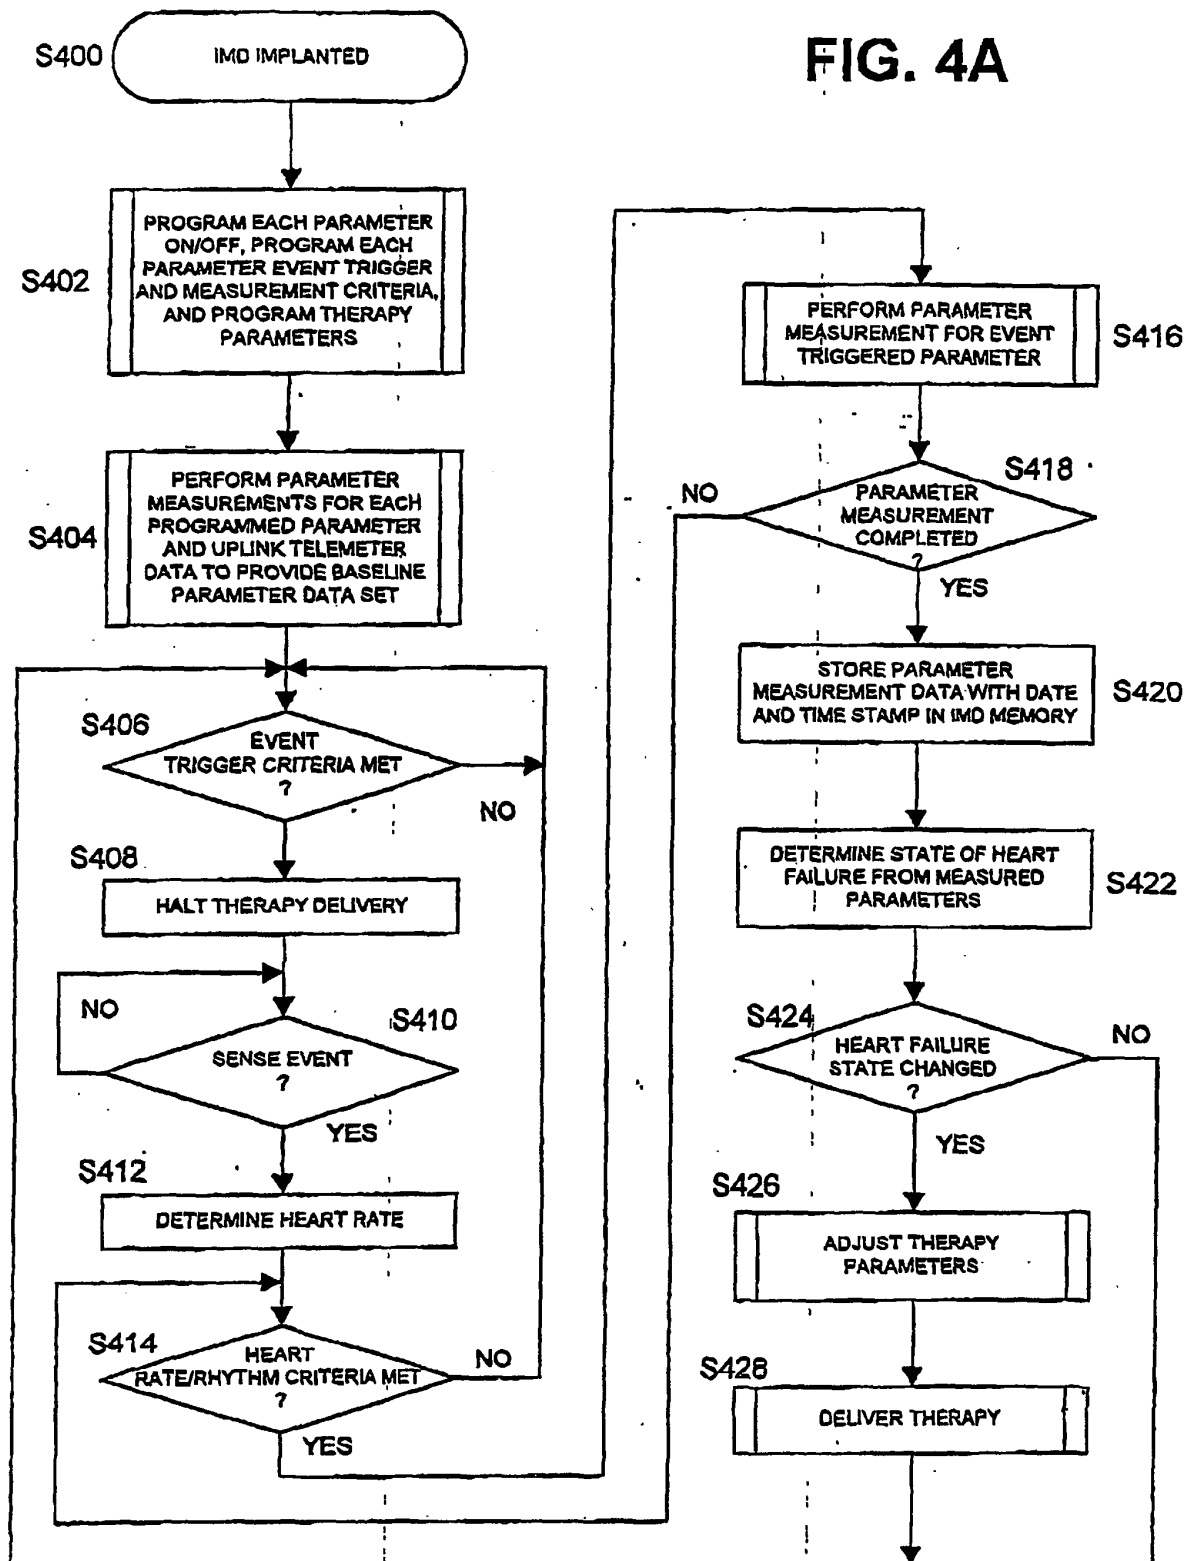 FIG. 4A
S400
IMD IMPLANTED
S402
PROGRAM EACH PARAMETER
ON/OFF, PROGRAM EACH
PARAMETER EVENT TRIGGER
AND MEASUREMENT CRITERIA,
AND PROGRAM THERAPY
PARAMETERS
S404
PERFORM PARAMETER
MEASUREMENTS FOR EACH
PROGRAMMED PARAMETER
AND UPLINK TELEMETER
DATA TO PROVIDE BASELINE
PARAMETER DATA SET
S406
EVENT
TRIGGER CRITERIA MET
?
NO
S408
HALT THERAPY DELIVERY
NO
S410
SENSE EVENT
?
YES
S412
DETERMINE HEART RATE
S414
HEART
RATE/RHYTHM CRITERIA MET
?
NO
YES
PERFORM PARAMETER
MEASUREMENT FOR EVENT
TRIGGERED PARAMETER
S416
S418
NO
PARAMETER
MEASUREMENT
COMPLETED
?
YES
STORE PARAMETER
MEASUREMENT DATA WITH DATE
AND TIME STAMP IN IMD MEMORY
S420
DETERMINE STATE OF HEART
FAILURE FROM MEASURED
PARAMETERS
S422
S424
HEART FAILURE
STATE CHANGED
?
NO
YES
S426
ADJUST THERAPY
PARAMETERS
S428
DELIVER THERAPY